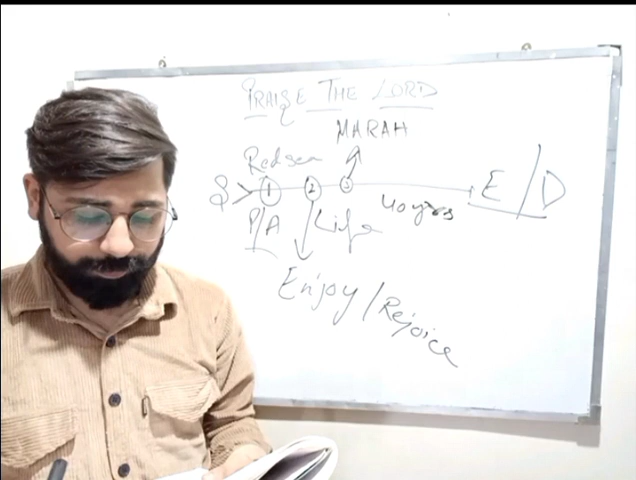 PRAISE THE LORD
MARAH
Redsea
1 2 3
40 yrs
E/D
P/A
Life
Enjoy/Rejoice